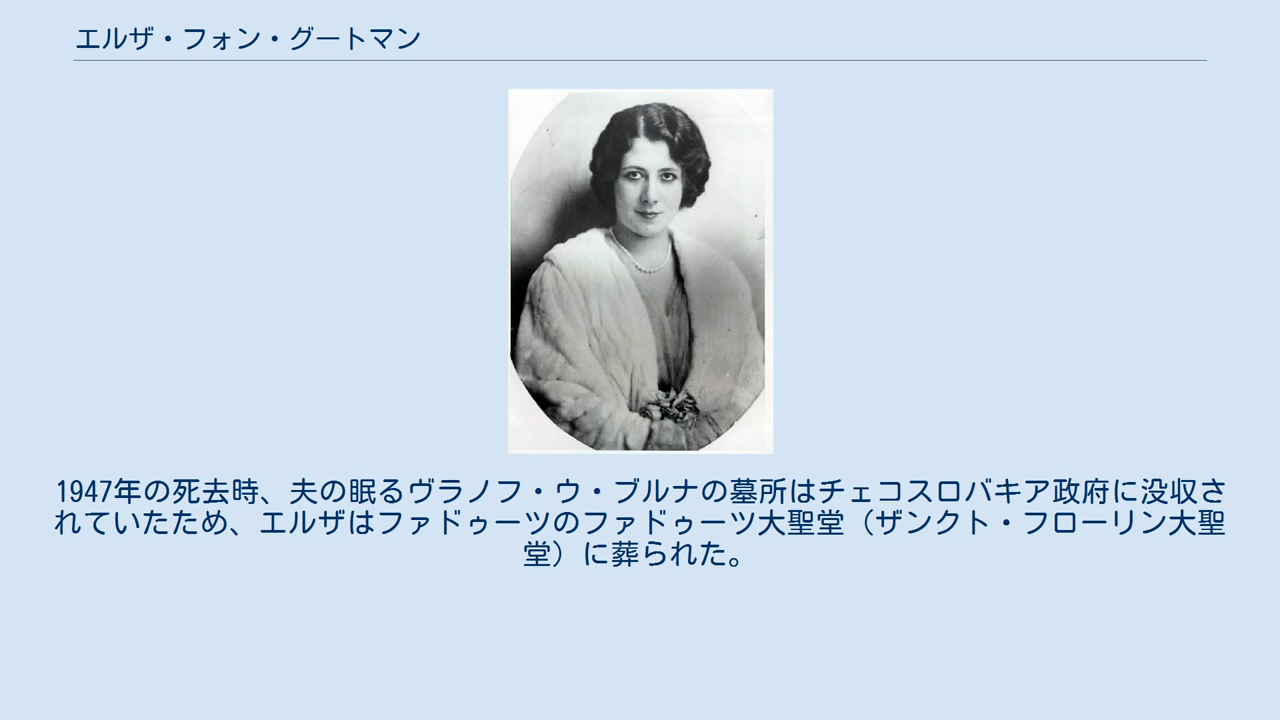 エルザ・フォン・グートマン
1947年の死去時、夫の眠るヴラノフ・ウ・ブルナの墓所はチェコスロバキア政府に没収さ
れていたため、エルザはファドゥーツのファドゥーツ大聖堂（ザンクト・フローリン大聖
堂）に葬られた。